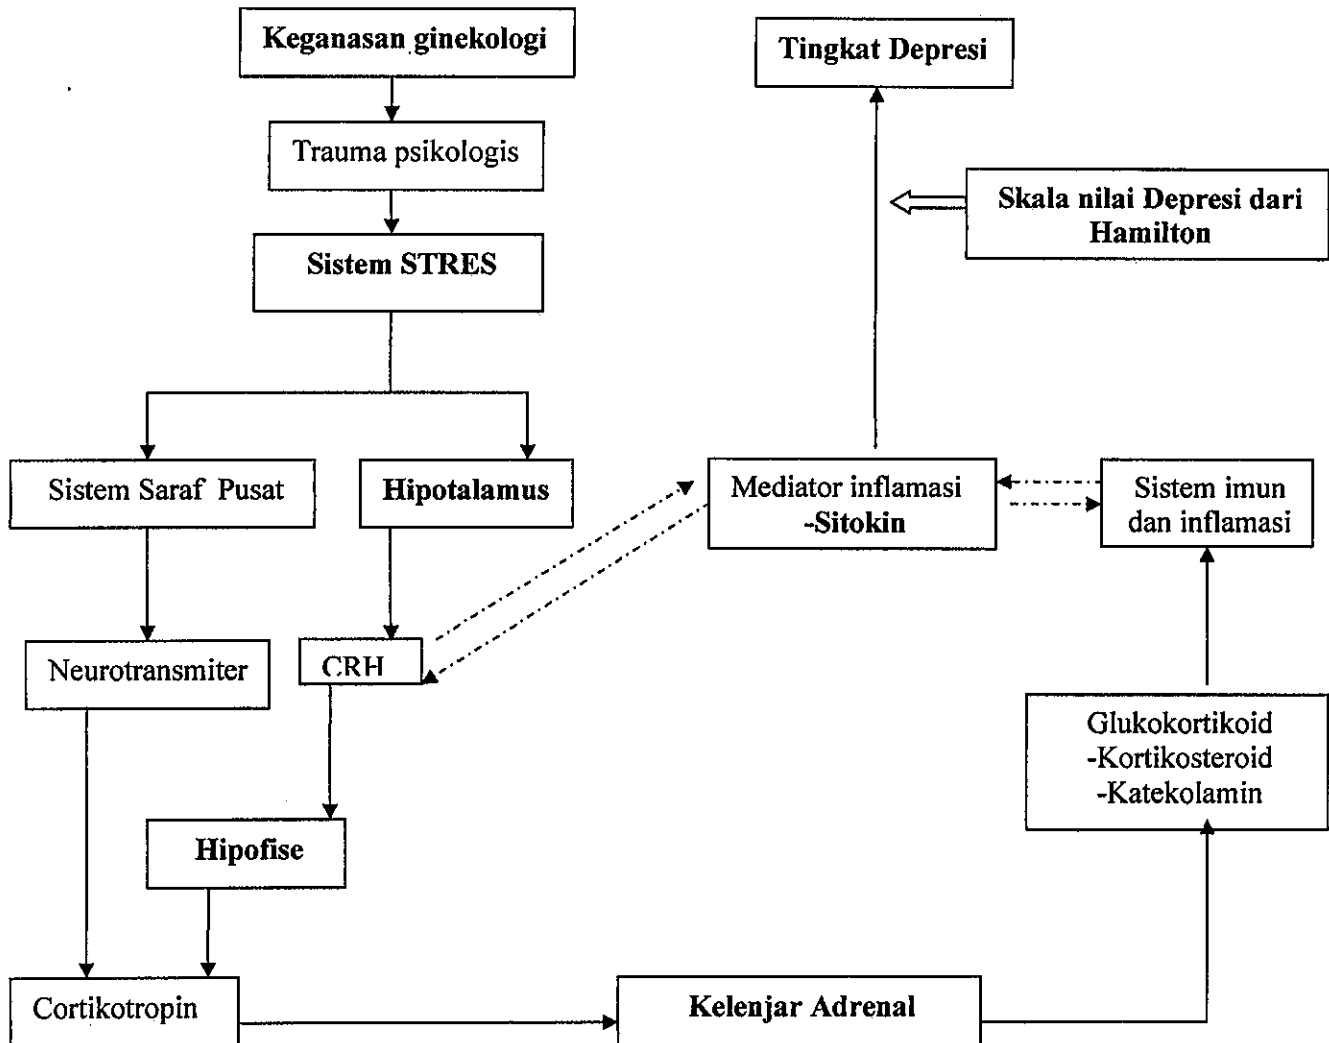 Keganasan ginekologi
Trauma psikologis
Sistem STRES
Sistem Saraf Pusat
Hipotalamus
Neurotransmiter
CRH
Hipofise
Cortikotropin
Kelenjar Adrenal
Glukokortikoid
-Kortikosteroid
-Katekolamin
Sistem imun
dan inflamasi
Mediator inflamasi
-Sitokin
Skala nilai Depresi dari
Hamilton
Tingkat Depresi